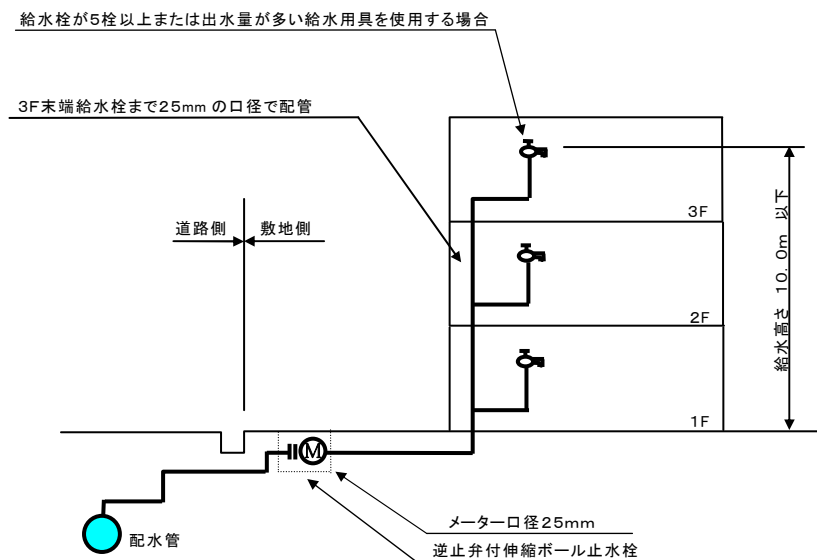 給水栓が5栓以上または出水量が多い給水用具を使用する場合
3F末端給水栓まで25mm の口径で配管
道路側
敷地側
3F
2F
1F
給水高さ 10.0m 以下
M
メーター口径25mm
配水管
逆止弁付伸縮ボール止水栓